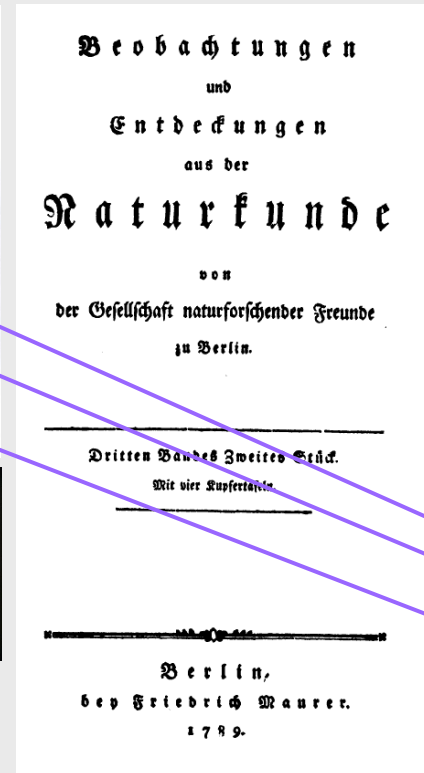 Beobachtungen
und
Entdeckungen
aus der
Naturkunde
von
der Gesellschaft naturforschender Freunde
zu Berlin.
Dritten Bandes Zweites Stück.
Mit vier Kupfertafeln.
Berlin,
bey Friedrich Maurer.
1789.